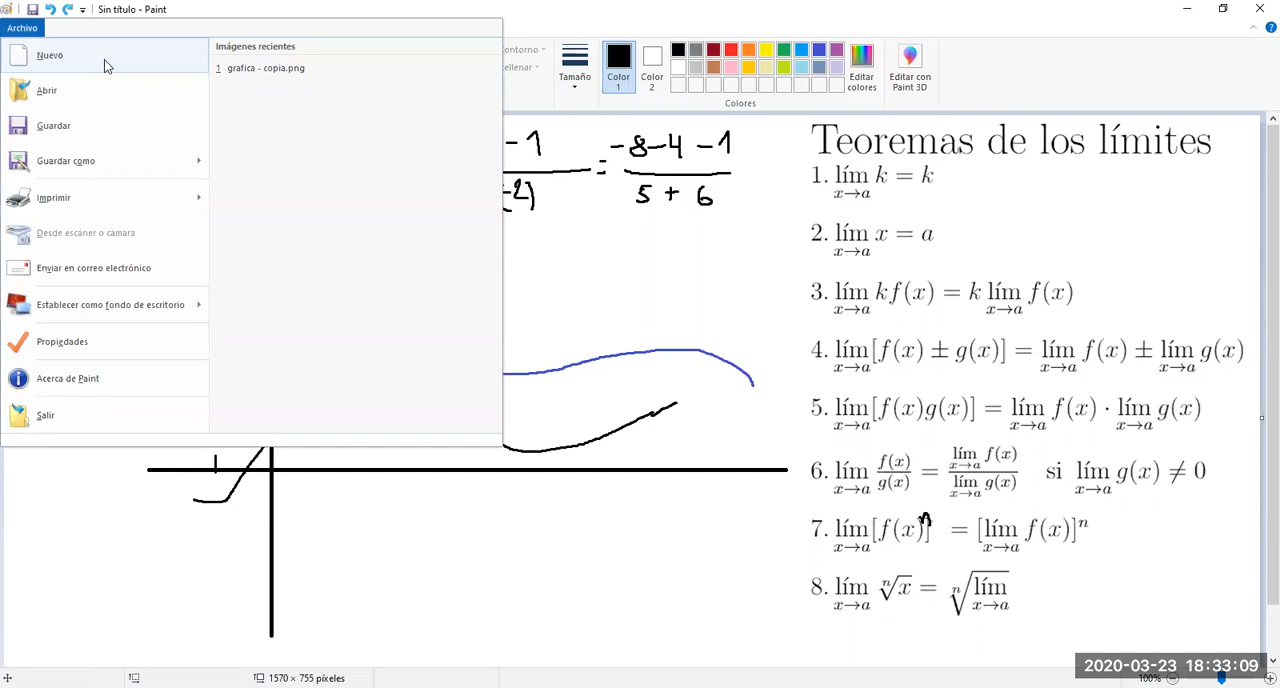 Sin título - Paint
Archivo
Nuevo
Abrir
Guardar
Guardar como
Imprimir
Desde escáner o cámara
Enviar en correo electrónico
Establecer como fondo de escritorio
Propiedades
Acerca de Paint
Salir
Imágenes recientes
1 grafica - copia.png
ontorno
ellenar
Tamaño
Color 1
Color 2
Editar colores
Editar con Paint 3D
Colores
- 1 = -8-4-1
-2) 5 + 6
1
Teoremas de los límites
1. lím x→a k = k
2. lím x→a x = a
3. lím x→a kf(x) = k lím x→a f(x)
4. lím x→a [f(x) ± g(x)] = lím x→a f(x) ± lím x→a g(x)
5. lím x→a [f(x)g(x)] = lím x→a f(x) · lím x→a g(x)
6. lím x→a f(x)/g(x) = lím x→a f(x) / lím x→a g(x) si lím x→a g(x) ≠ 0
7. lím x→a [f(x)]ⁿ = [lím x→a f(x)]ⁿ
8. lím x→a ⁿ√x = ⁿ√lím x→a
1570 × 755 píxeles
100%
2020-03-23 18:33:09